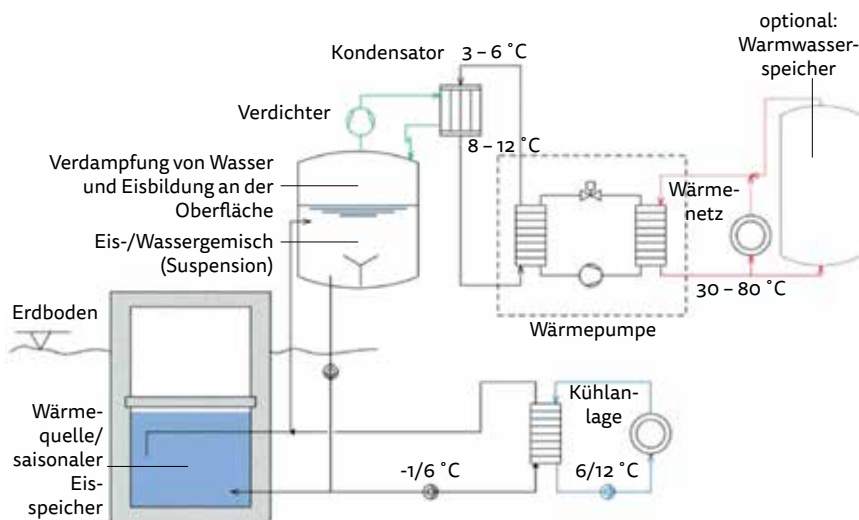 optional:
Warmwasser-
speicher
Kondensator
3 – 6 °C
Verdichter
8 – 12 °C
Verdampfung von Wasser
und Eisbildung an der
Oberfläche
Wärme-
netz
Eis-/Wassergemisch
(Suspension)
30 – 80 °C
Wärmepumpe
Erdboden
Wärme-
quelle/
saisonaler
Eis-
speicher
Kühlan-
lage
-1/6 °C
6/12 °C